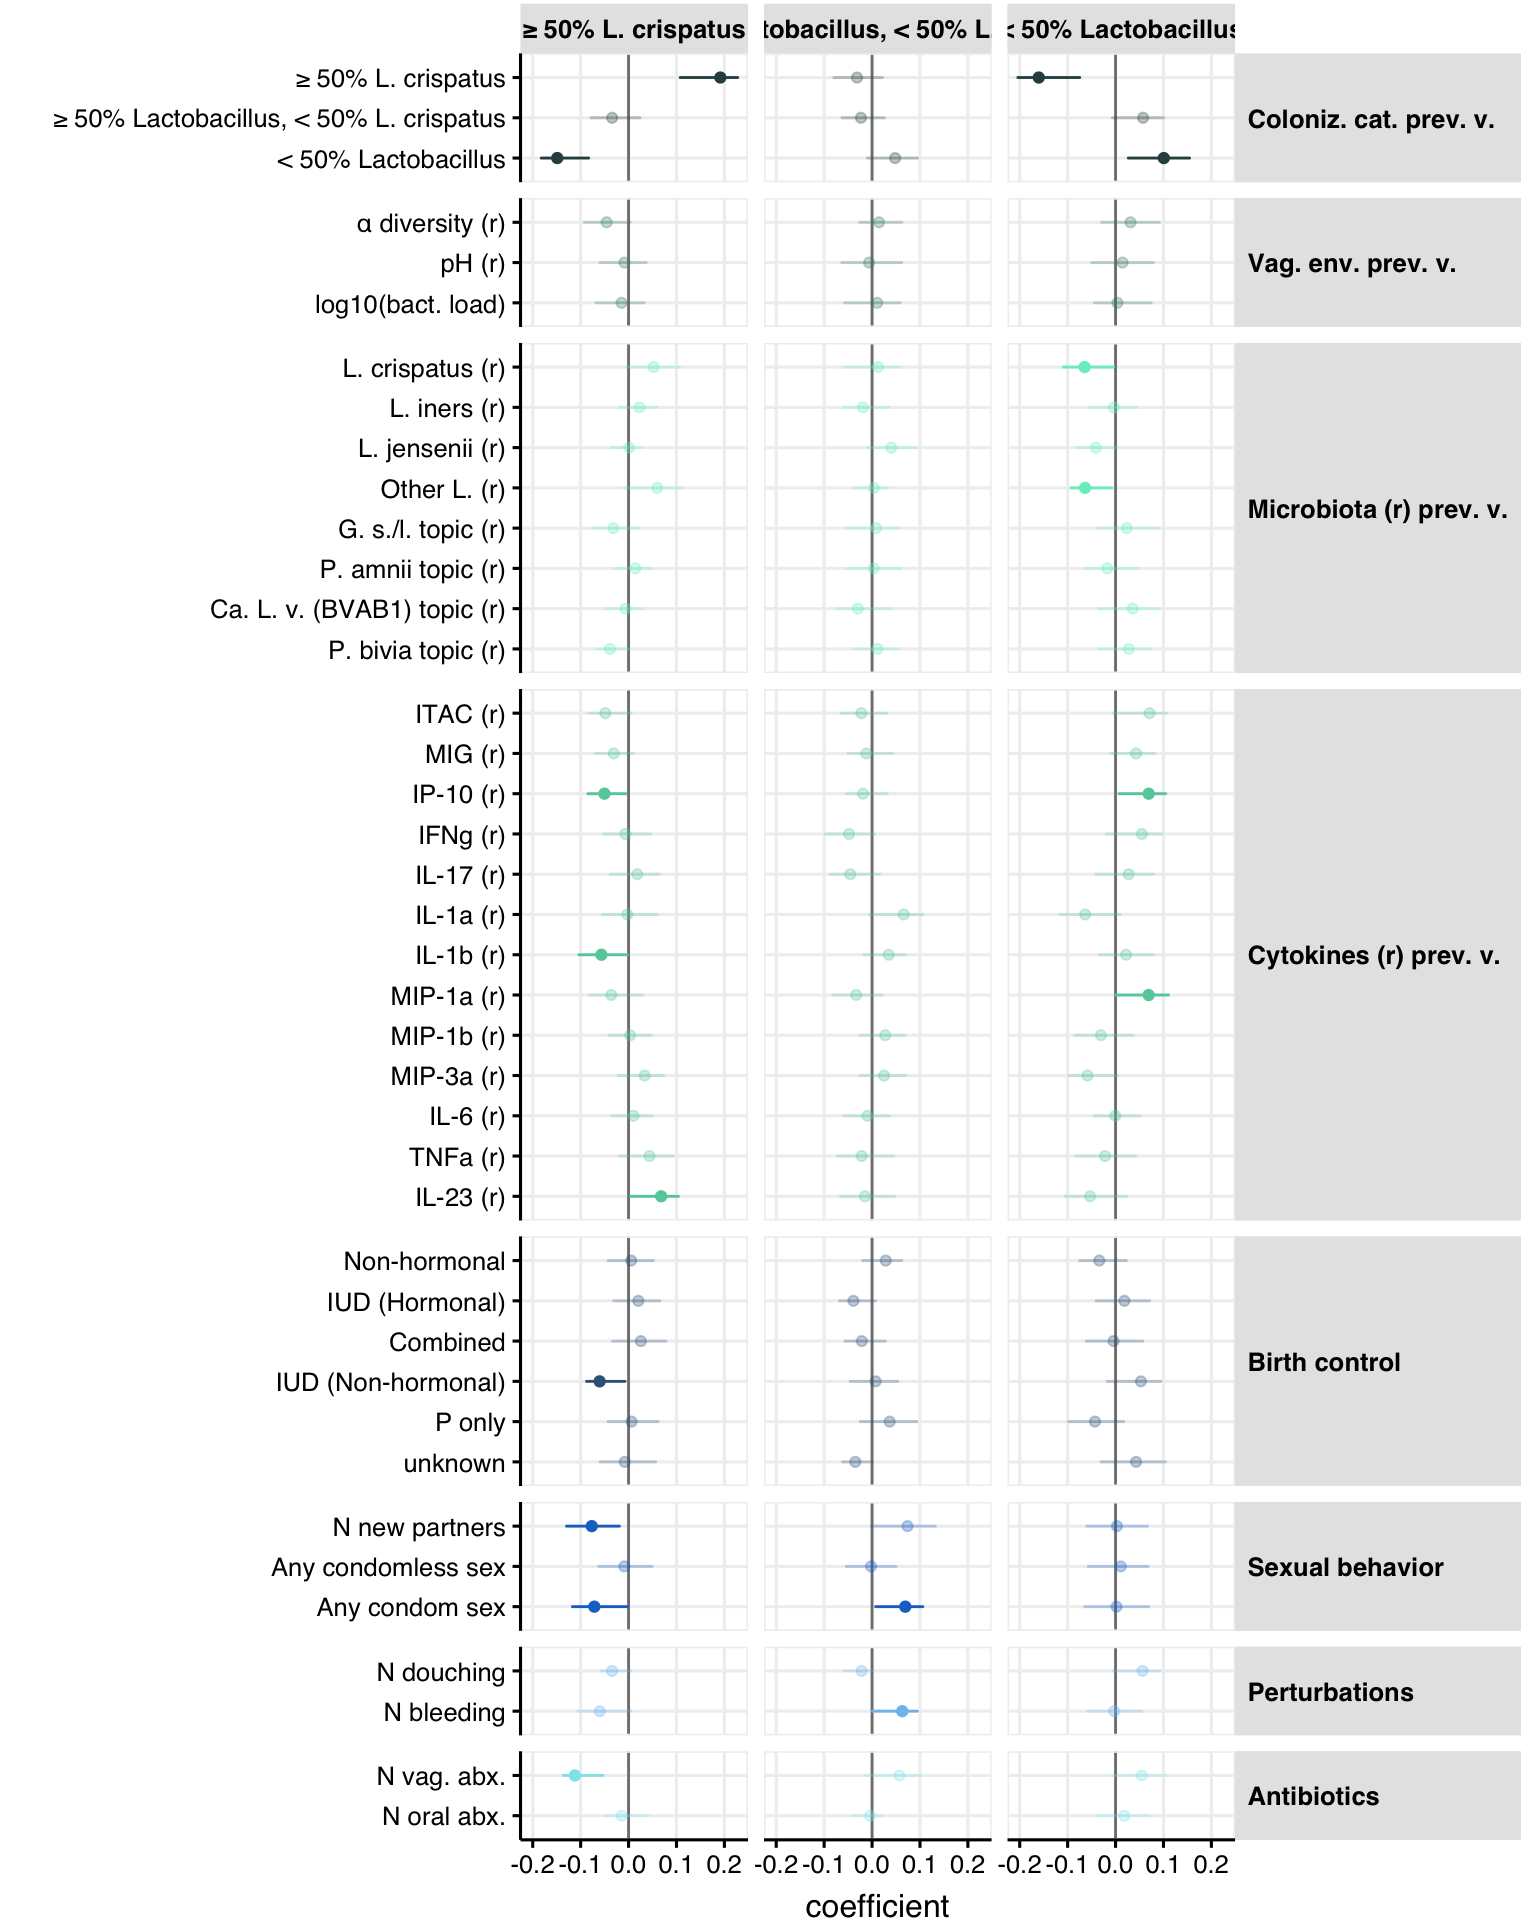 ≥ 50% L. crispatus
tobacillus, < 50% L.
< 50% Lactobacillus
≥ 50% L. crispatus
≥ 50% Lactobacillus, < 50% L. crispatus
< 50% Lactobacillus
Coloniz. cat. prev. v.
α diversity (r)
pH (r)
log10(bact. load)
Vag. env. prev. v.
L. crispatus (r)
L. iners (r)
L. jensenii (r)
Other L. (r)
G. s./l. topic (r)
P. amnii topic (r)
Ca. L. v. (BVAB1) topic (r)
P. bivia topic (r)
Microbiota (r) prev. v.
ITAC (r)
MIG (r)
IP-10 (r)
IFNg (r)
IL-17 (r)
IL-1a (r)
IL-1b (r)
MIP-1a (r)
MIP-1b (r)
MIP-3a (r)
IL-6 (r)
TNFa (r)
IL-23 (r)
Cytokines (r) prev. v.
Non-hormonal
IUD (Hormonal)
Combined
IUD (Non-hormonal)
P only
unknown
Birth control
N new partners
Any condomless sex
Any condom sex
Sexual behavior
N douching
N bleeding
Perturbations
N vag. abx.
N oral abx.
Antibiotics
-0.2 -0.1 0.0 0.1 0.2
-0.2 -0.1 0.0 0.1 0.2
-0.2 -0.1 0.0 0.1 0.2
coefficient